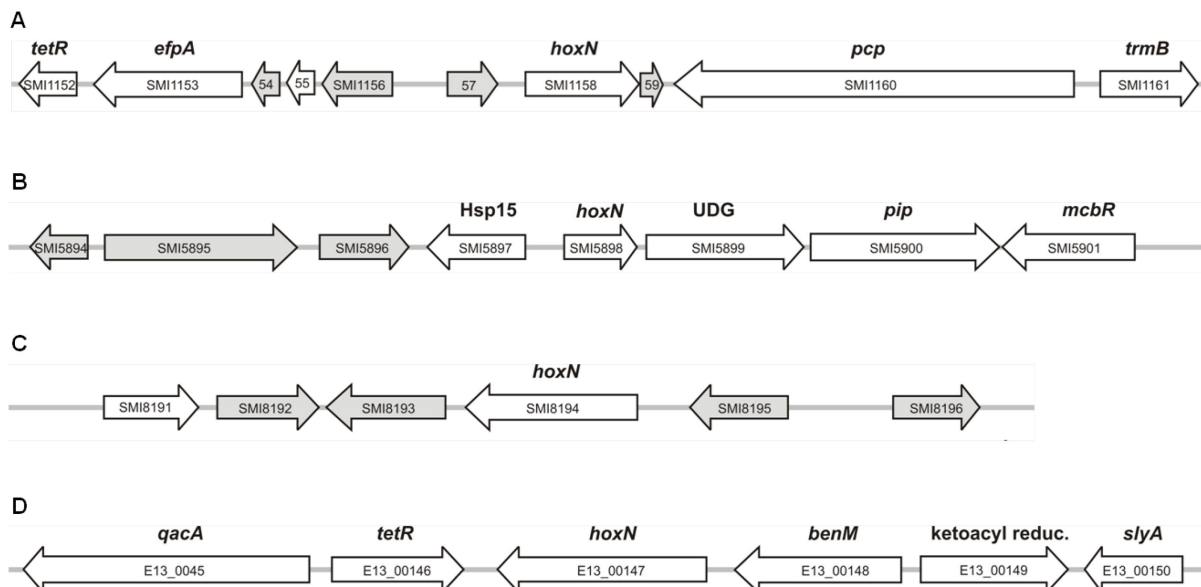 A
tetR efpA hoxN pcp trmB
SMI1152 SMI1153 54 55 SMI1156 57 SMI1158 59 SMI1160 SMI1161
B
Hsp15 hoxN UDG pip mcbR
SMI5894 SMI5895 SMI5896 SMI5897 SMI5898 SMI5899 SMI5900 SMI5901
C
hoxN
SMI8191 SMI8192 SMI8193 SMI8194 SMI8195 SMI8196
D
qacA tetR hoxN benM ketoacyl reduc. slyA
E13_0045 E13_00146 E13_00147 E13_00148 E13_00149 E13_00150